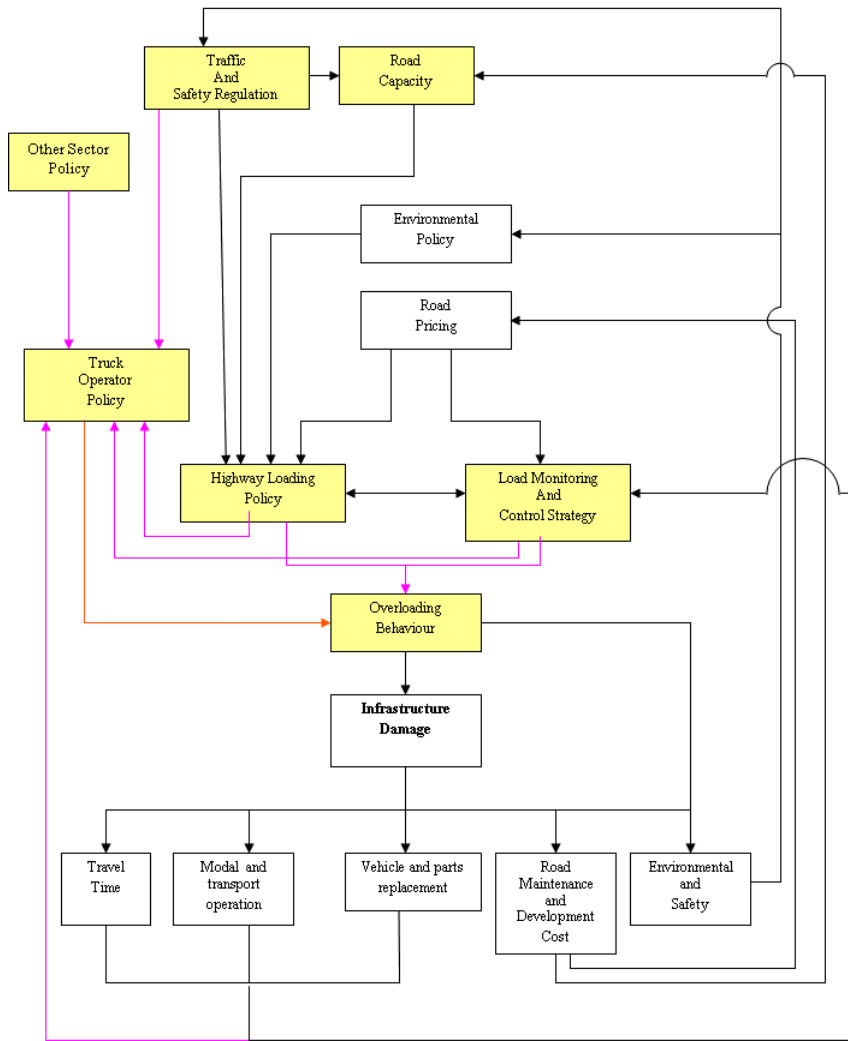 Traffic
And
Safety Regulation
Road
Capacity
Other Sector
Policy
Environmental
Policy
Road
Pricing
Truck
Operator
Policy
Highway Loading
Policy
Load Monitoring
And
Control Strategy
Overloading
Behaviour
Infrastructure
Damage
Travel
Time
Modal and
transport
operation
Vehicle and parts
replacement
Road
Maintenance
and
Development
Cost
Environmental
and
Safety